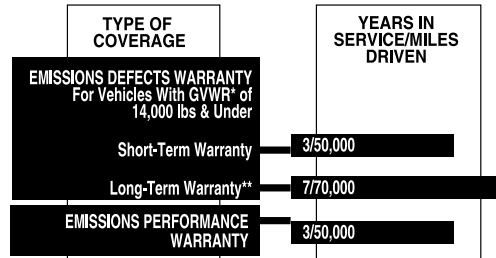 TYPE OF
COVERAGE
YEARS IN
SERVICE/MILES
DRIVEN
EMISSIONS DEFECTS WARRANTY
For Vehicles With GVWR* of
14,000 lbs & Under
Short-Term Warranty
3/50,000
Long-Term Warranty**
7/70,000
EMISSIONS PERFORMANCE
WARRANTY
3/50,000